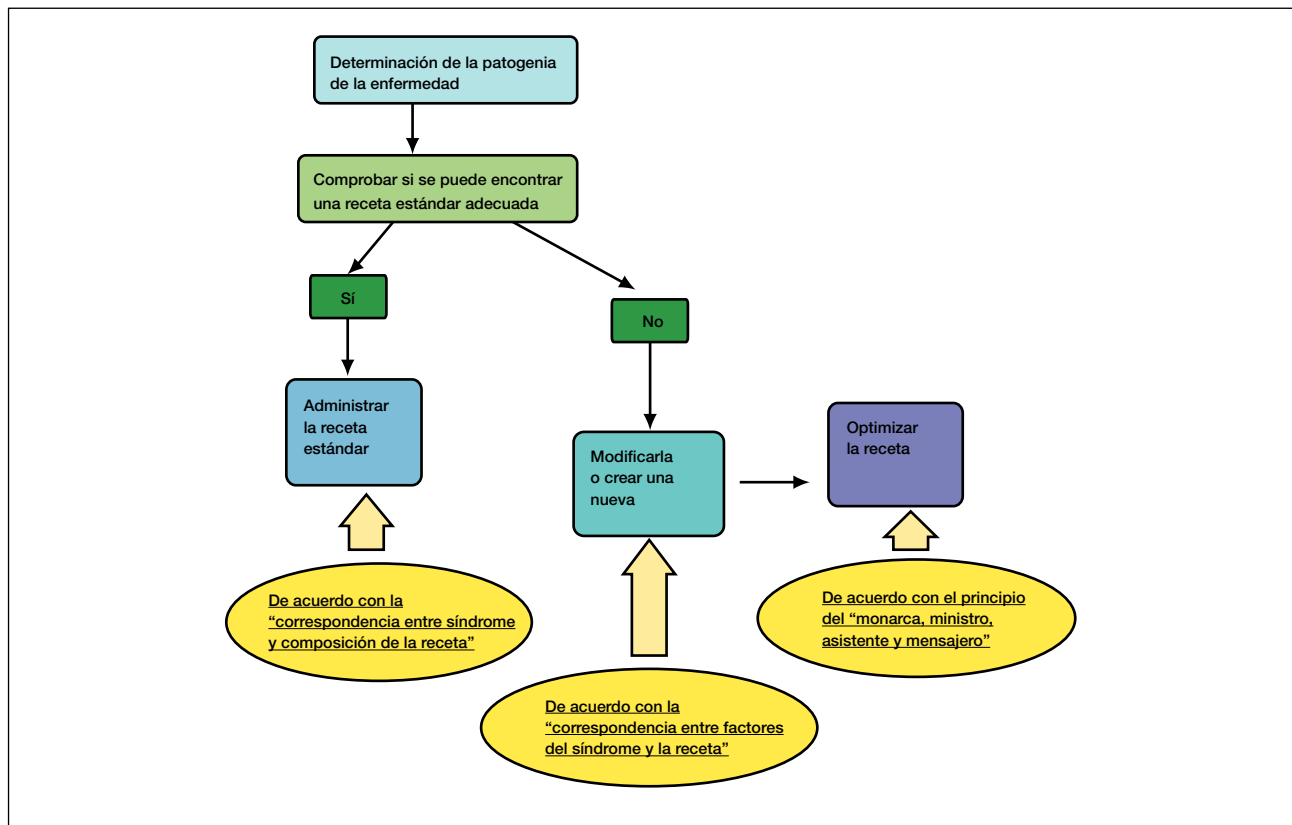 Determinación de la patogenia
de la enfermedad
Comprobar si se puede encontrar
una receta estándar adecuada
Sí
No
Administrar
la receta
estándar
Modificarla
o crear una
nueva
Optimizar
la receta
De acuerdo con la
“correspondencia entre síndrome
y composición de la receta”
De acuerdo con la
“correspondencia entre factores
del síndrome y la receta”
De acuerdo con el principio
del “monarca, ministro,
asistente y mensajero”